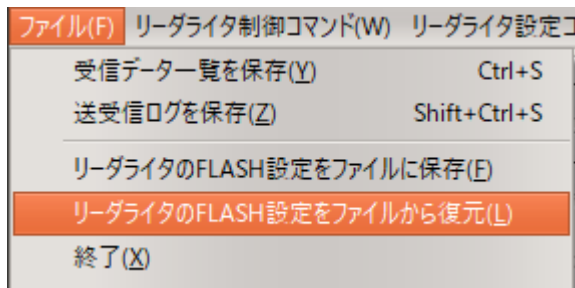 ファイル(F) リーダライタ制御コマンド(W) リーダライタ設定コ
受信データ一覧を保存(Y) Ctrl+S
送受信ログを保存(Z) Shift+Ctrl+S
リーダライタのFLASH設定をファイルに保存(F)
リーダライタのFLASH設定をファイルから復元(L)
終了(X)